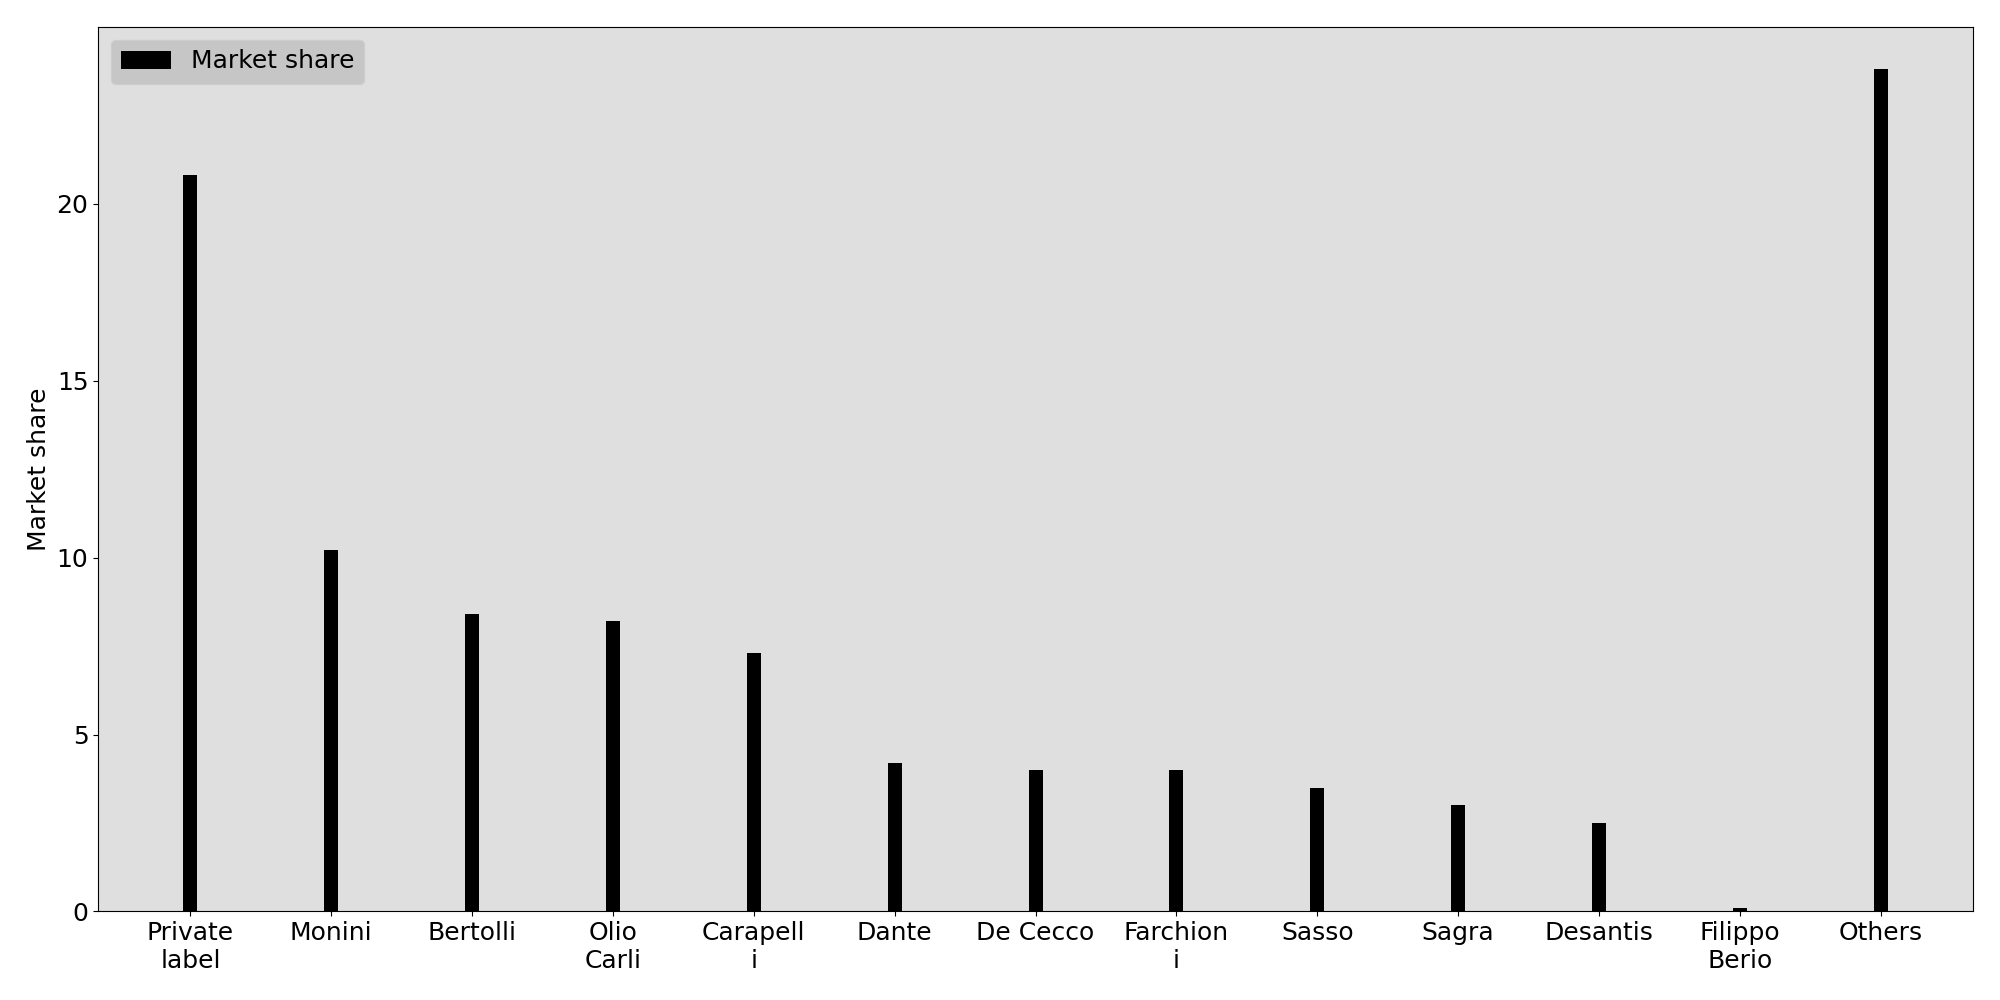 Market share
Market share
20
15
10
5
0
Private
label
Monini
Bertolli
Olio
Carli
Carapell
i
Dante
De Cecco
Farchion
i
Sasso
Sagra
Desantis
Filippo
Berio
Others